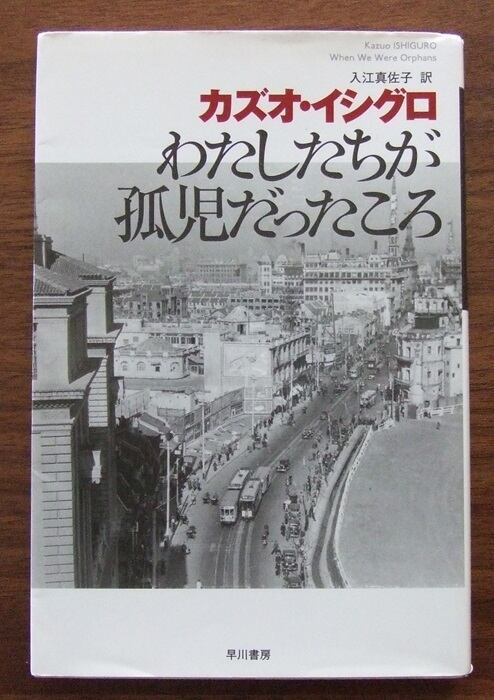 Kazuo ISHIGURO
When We Were Orphans
入江真佐子 訳
カズオ・イシグロ
わたしたちが
孤児だったころ
早川書房